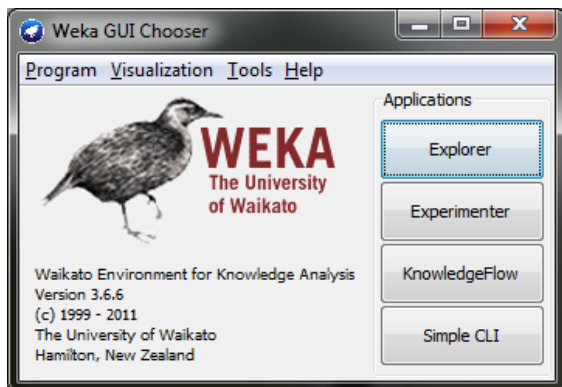 Weka GUI Chooser
Program Visualization Tools Help
WEKA
The University
of Waikato
Waikato Environment for Knowledge Analysis
Version 3.6.6
(c) 1999 - 2011
The University of Waikato
Hamilton, New Zealand
Applications
Explorer
Experimenter
KnowledgeFlow
Simple CLI